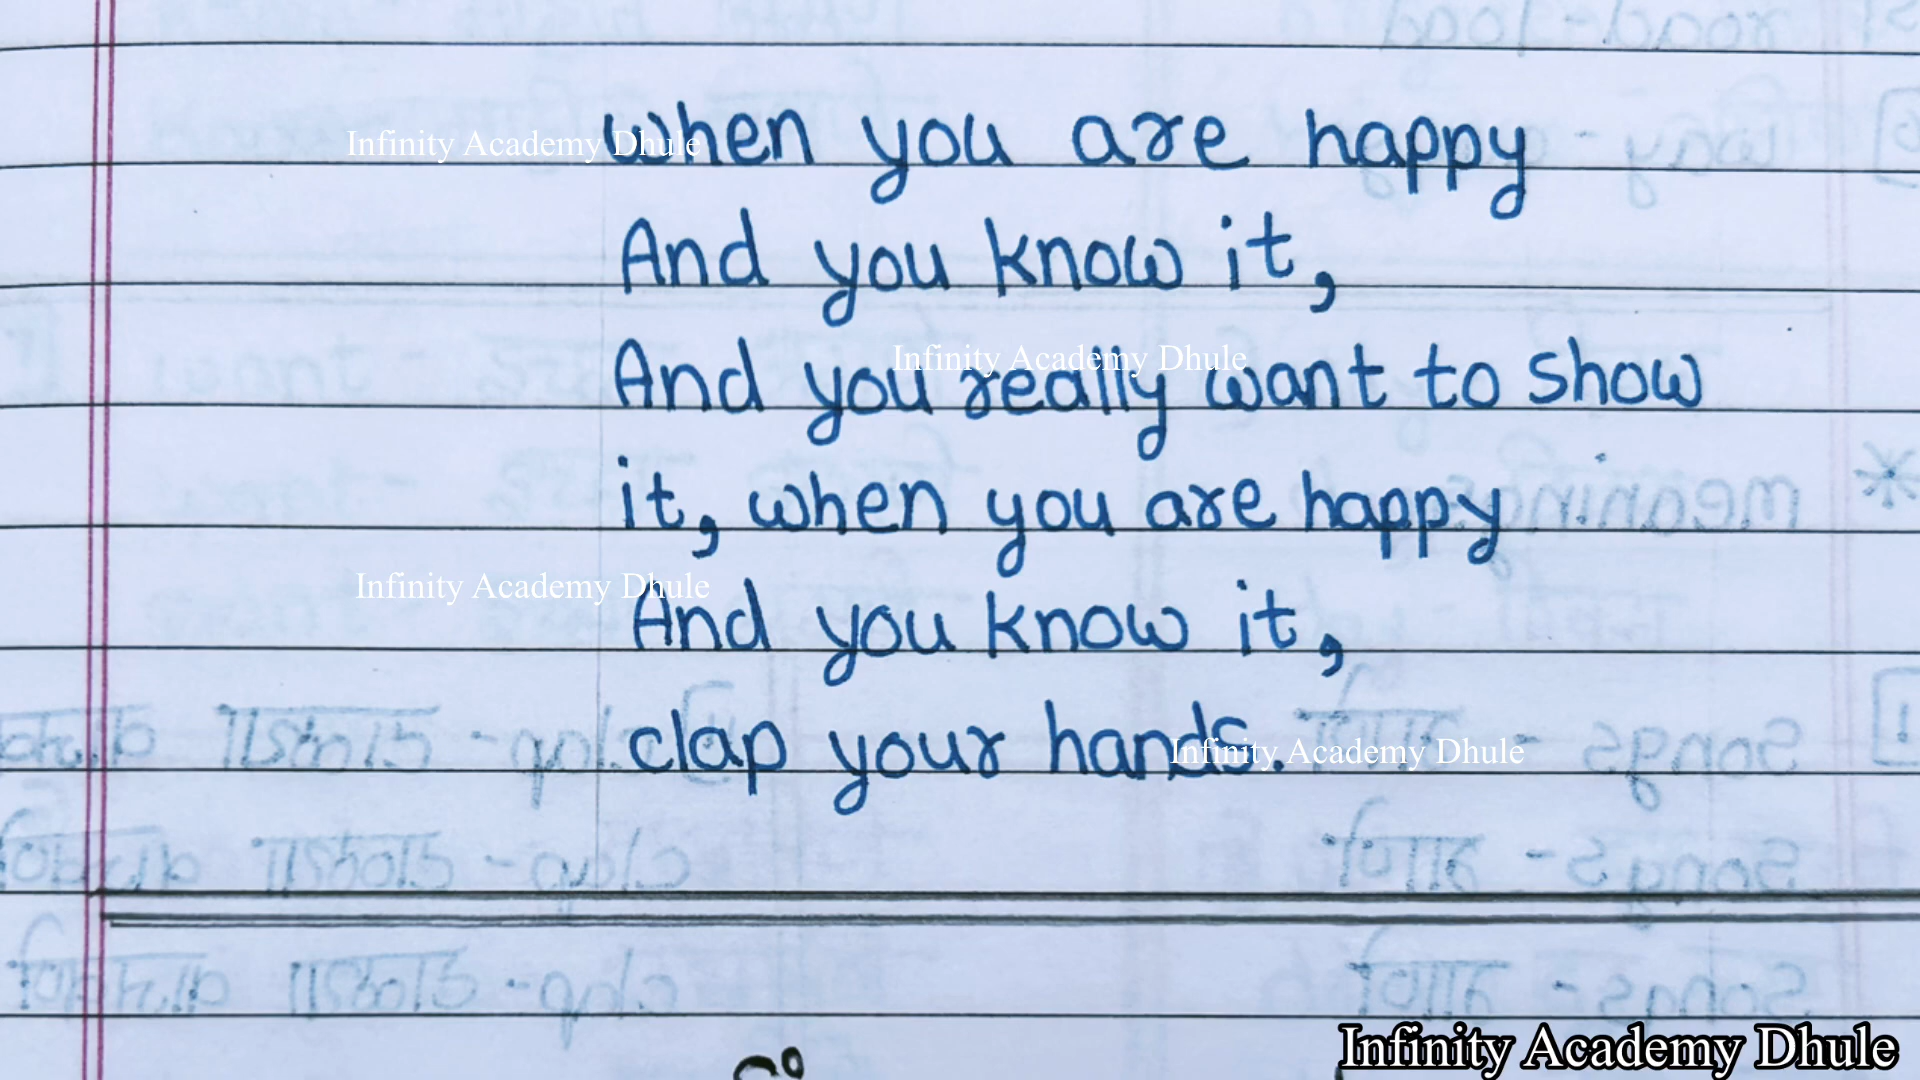 when you are happy
And you know it,
And you really want to show
it, when you are happy
And you know it,
clap your hands.
Infinity Academy Dhule
Infinity Academy Dhule
Infinity Academy Dhule
Infinity Academy Dhule
Infinity Academy Dhule